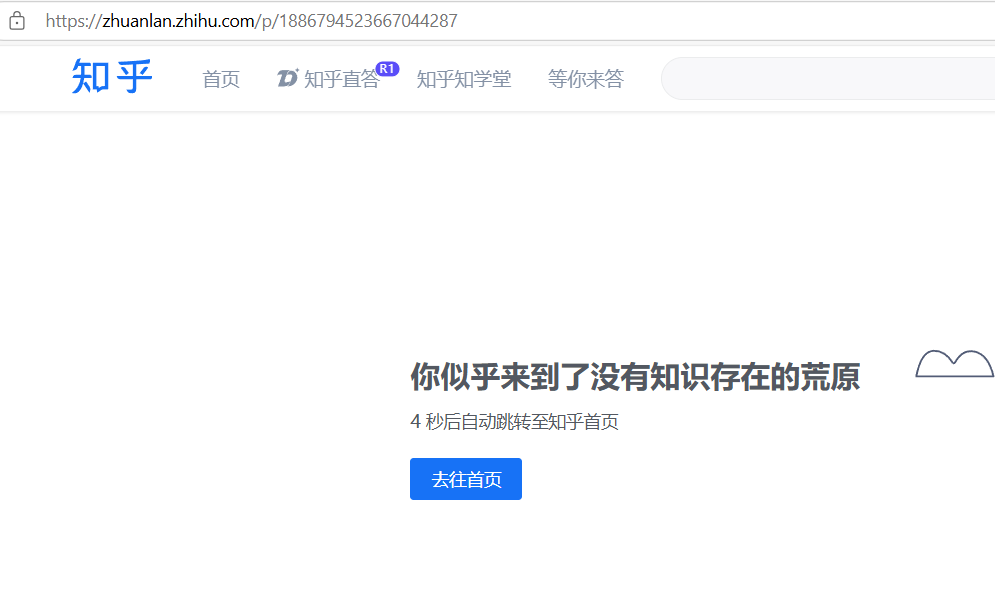 https://zhuanlan.zhihu.com/p/1886794523667044287
知乎 首页 知乎直答 R1 知乎知学堂 等你来答
你似乎来到了没有知识存在的荒原
4 秒后自动跳转至知乎首页
去往首页